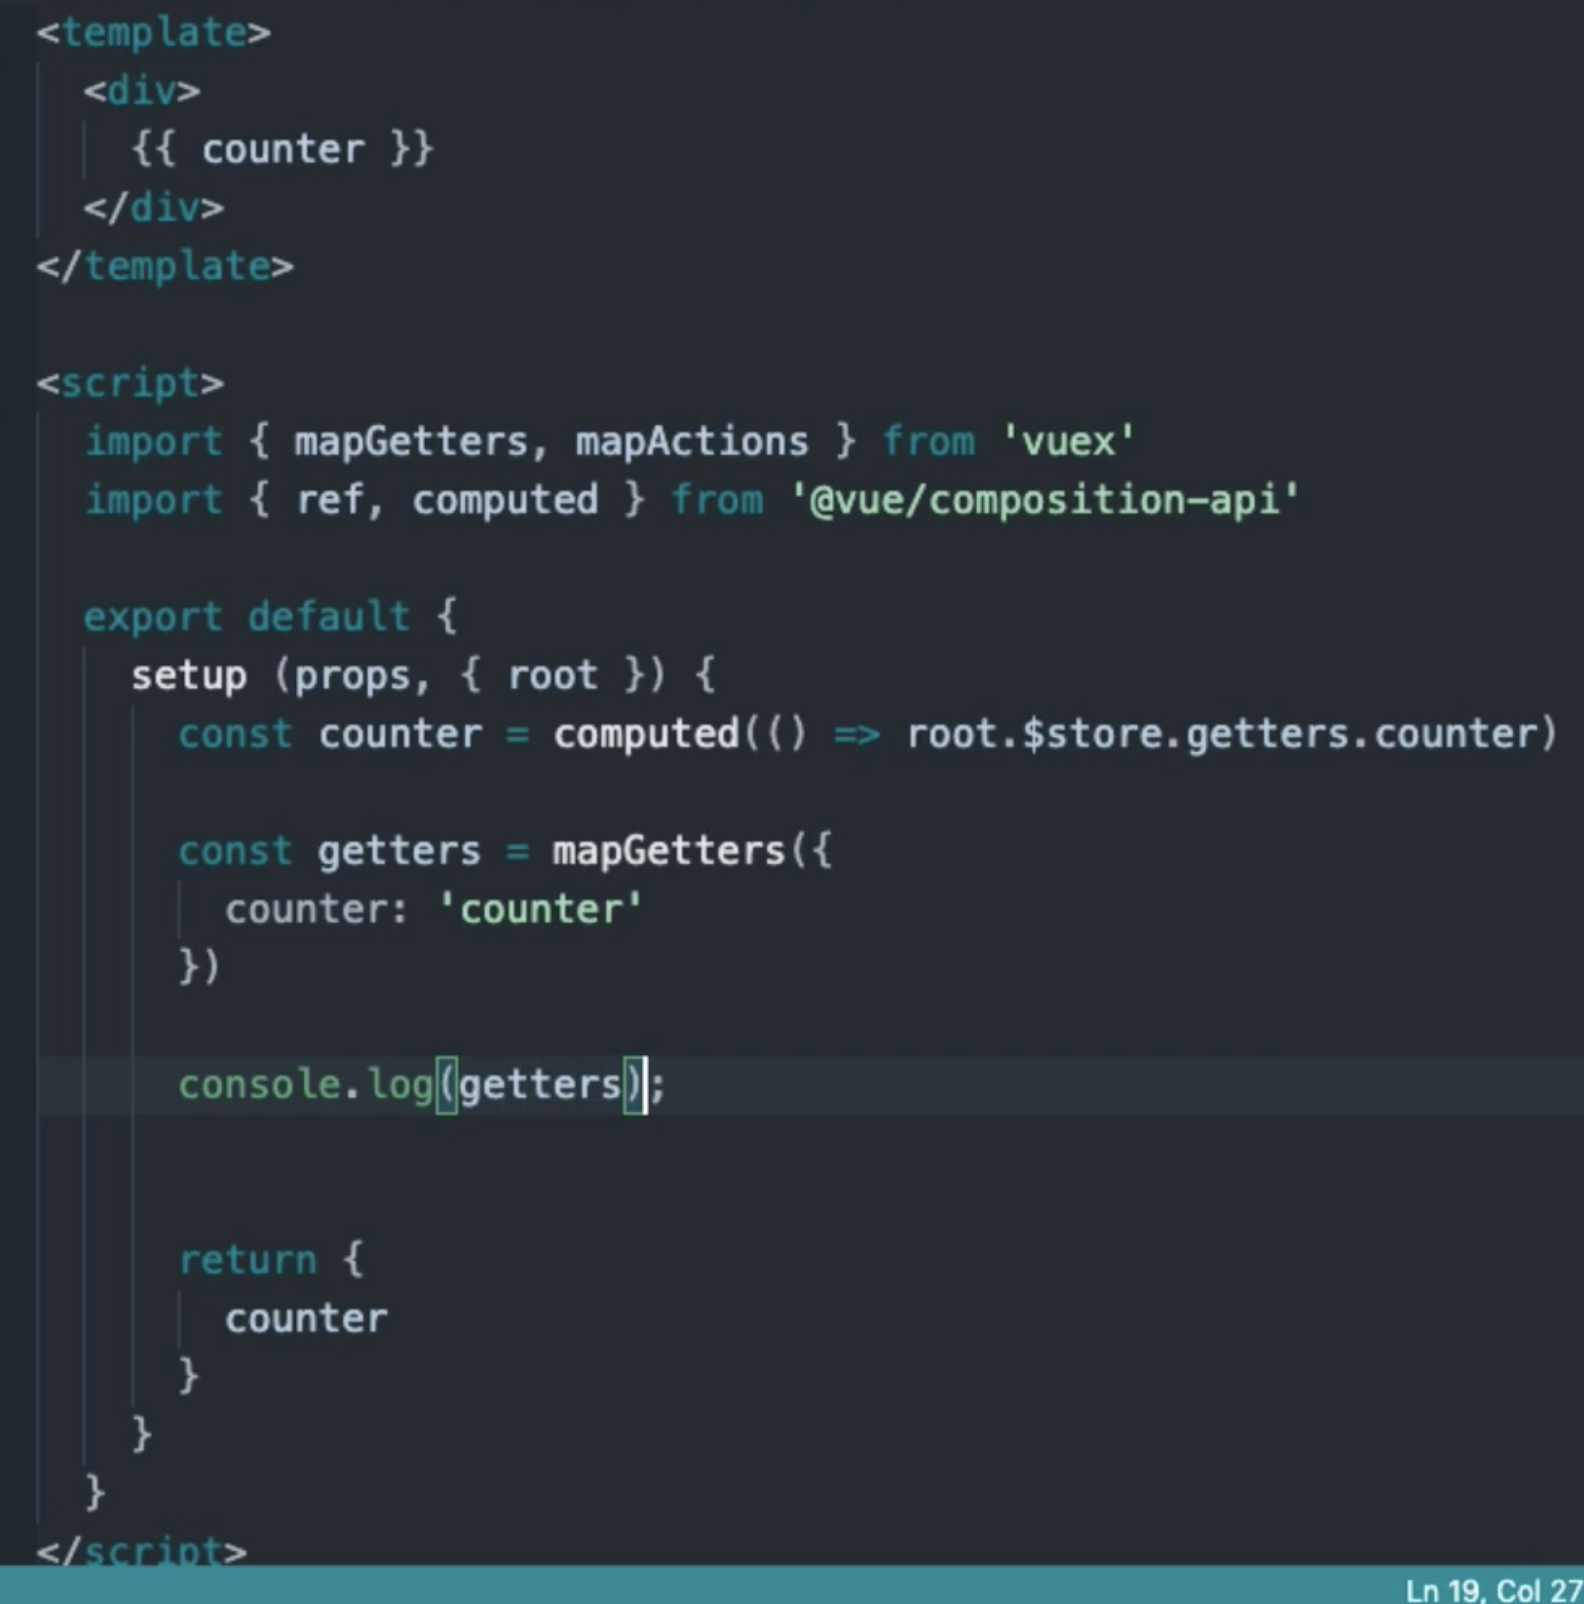 <template>
<div>
{{ counter }}
</div>
</template>
<script>
import { mapGetters, mapActions } from 'vuex'
import { ref, computed } from '@vue/composition-api'
export default {
setup (props, { root }) {
const counter = computed(() => root.$store.getters.counter)
const getters = mapGetters({
counter: 'counter'
})
console.log(getters);
return {
counter
}
}
}
</script>
Ln 19, Col 27